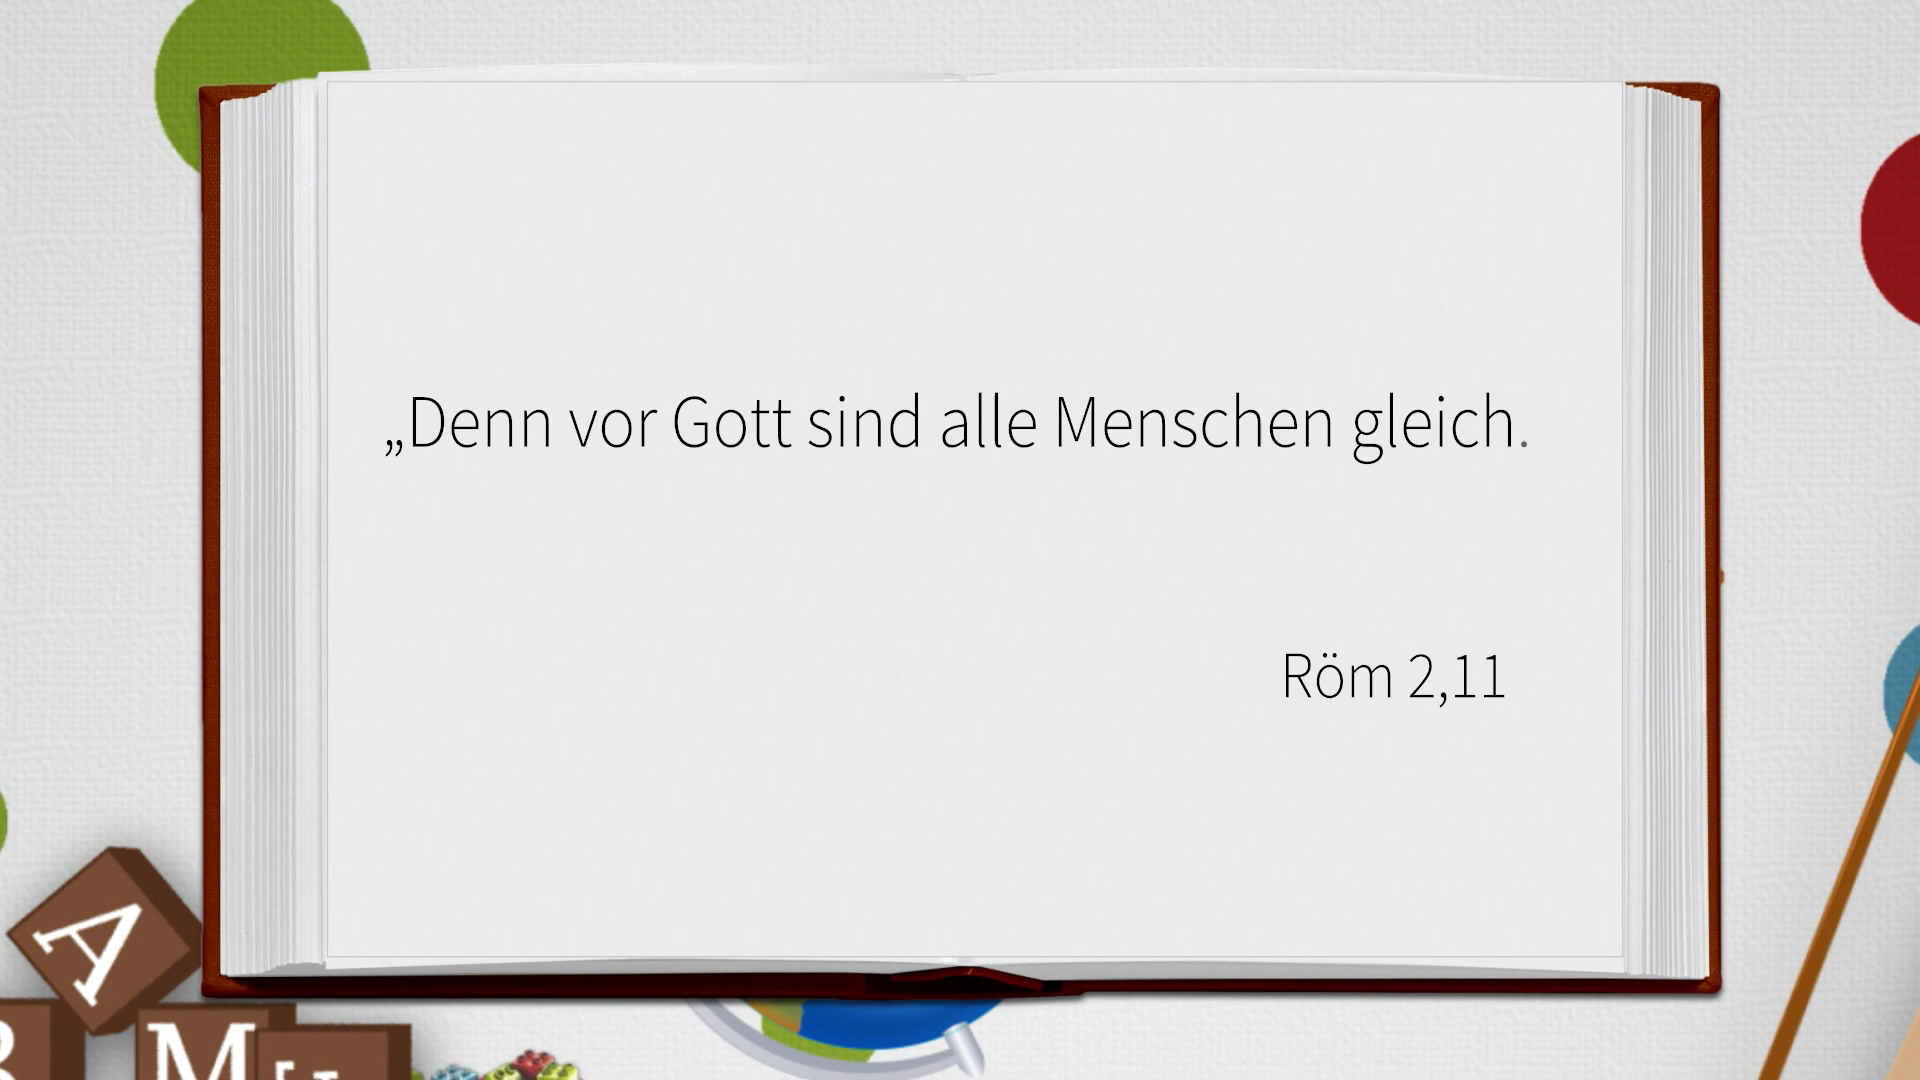 „Denn vor Gott sind alle Menschen gleich.
Röm 2,11
A
M